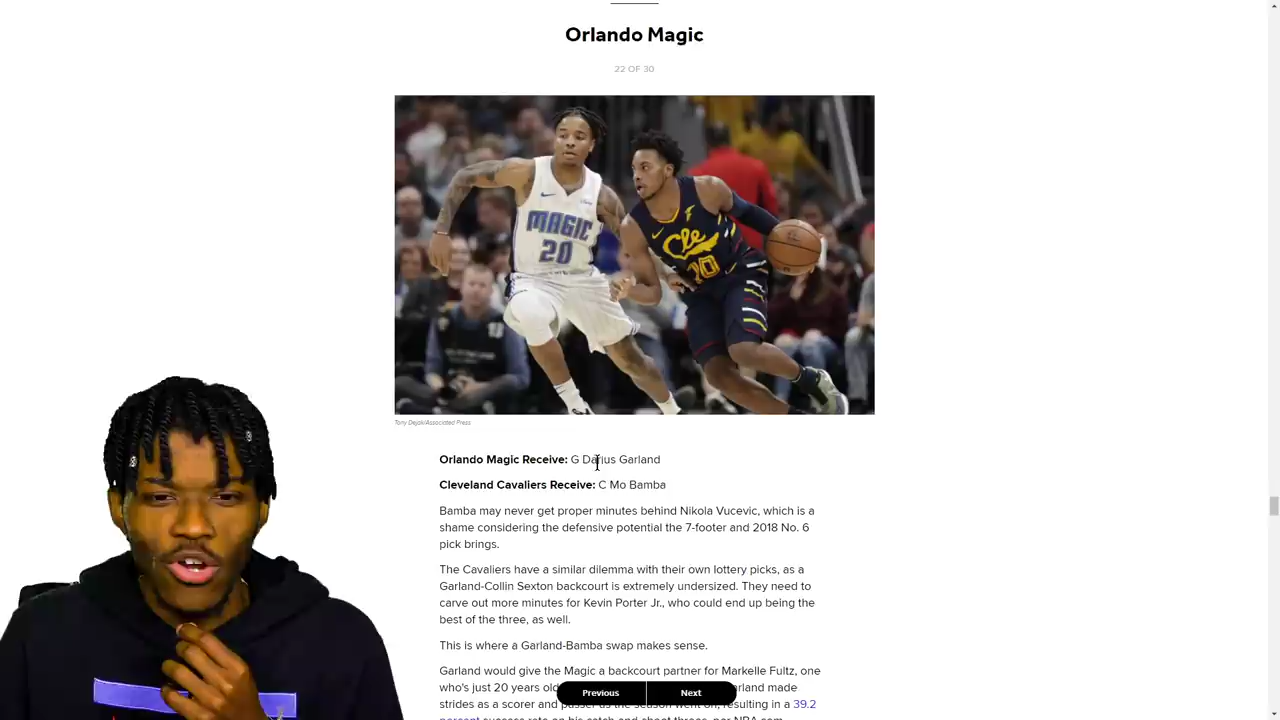 Orlando Magic
22 OF 30
MAGIC
20
Cle
10
Tony Dejak/Associated Press
Orlando Magic Receive: G Darius Garland
Cleveland Cavaliers Receive: C Mo Bamba
Bamba may never get proper minutes behind Nikola Vucevic, which is a
shame considering the defensive potential the 7-footer and 2018 No. 6
pick brings.
The Cavaliers have a similar dilemma with their own lottery picks, as a
Garland-Collin Sexton backcourt is extremely undersized. They need to
carve out more minutes for Kevin Porter Jr., who could end up being the
best of the three, as well.
This is where a Garland-Bamba swap makes sense.
Garland would give the Magic a backcourt partner for Markelle Fultz, one
who's just 20 years old
Previous
Next
made
strides as a scorer and
resulting in a 39.2